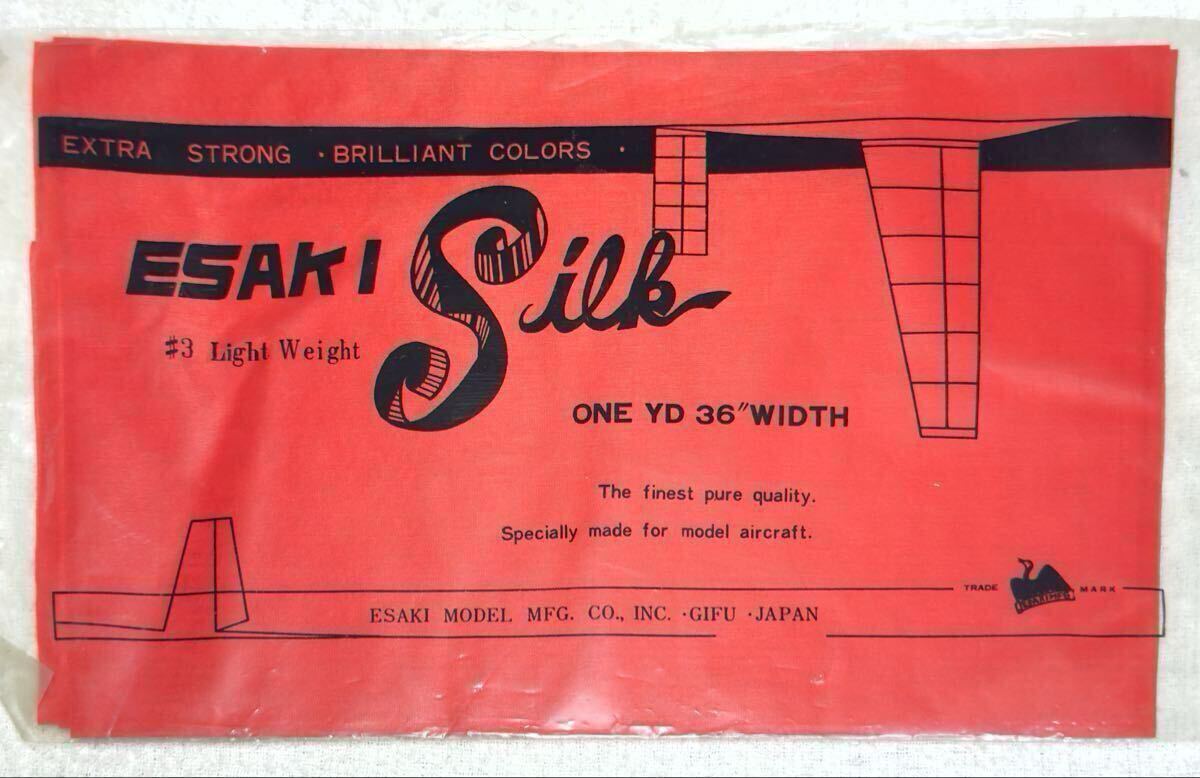 EXTRA STRONG · BRILLIANT COLORS ·
ESAKI Silk
#3 Light Weight
ONE YD 36″ WIDTH
The finest pure quality.
Specially made for model aircraft.
TRADE MARK
ESAKI MODEL MFG. CO., INC. · GIFU · JAPAN